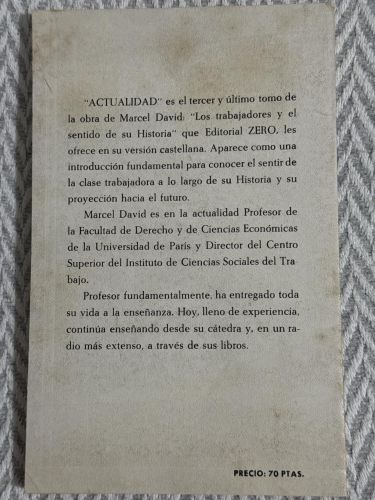 "ACTUALIDAD" es el tercer y último tomo de
la obra de Marcel David: "Los trabajadores y el
sentido de su Historia" que Editorial ZERO, les
ofrece en su versión castellana. Aparece como una
introducción fundamental para conocer el sentir de
la clase trabajadora a lo largo de su Historia y su
proyección hacia el futuro.
Marcel David es en la actualidad Profesor de
la Facultad de Derecho y de Ciencias Económicas
de la Universidad de París y Director del Centro
Superior del Instituto de Ciencias Sociales del Tra-
bajo.
Profesor fundamentalmente, ha entregado toda
su vida a la enseñanza. Hoy, lleno de experiencia,
continúa enseñando desde su cátedra y, en un ra-
dio más extenso, a través de sus libros.
PRECIO: 70 PTAS.